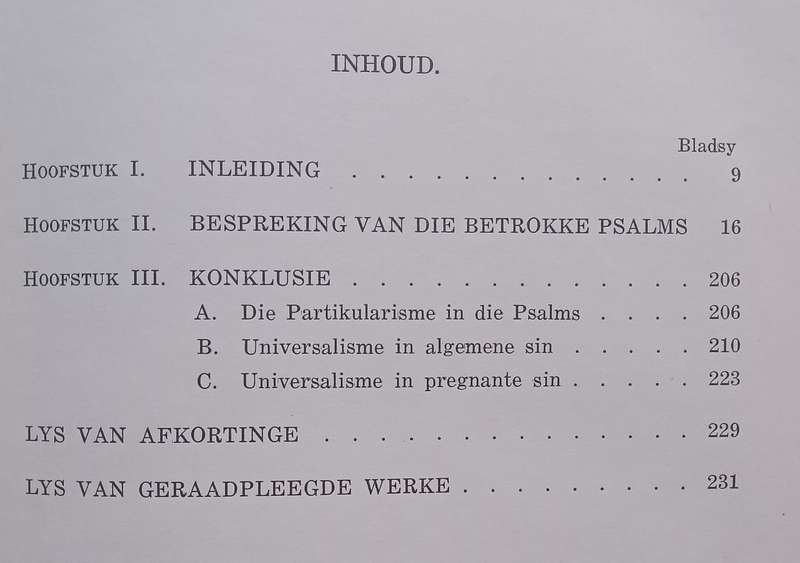 INHOUD.
Bladsy
HOOFSTUK I. INLEIDING . . . . . . . . . . . . . 9
HOOFSTUK II. BESPREKING VAN DIE BETROKKE PSALMS 16
HOOFSTUK III. KONKLUSIE . . . . . . . . . . . . . 206
A. Die Partikularisme in die Psalms . . . . 206
B. Universalisme in algemene sin . . . . . 210
C. Universalisme in pregnante sin . . . . . 223
LYS VAN AFKORTINGE . . . . . . . . . . . . . . 229
LYS VAN GERAADPLEEGDE WERKE . . . . . . . . . 231